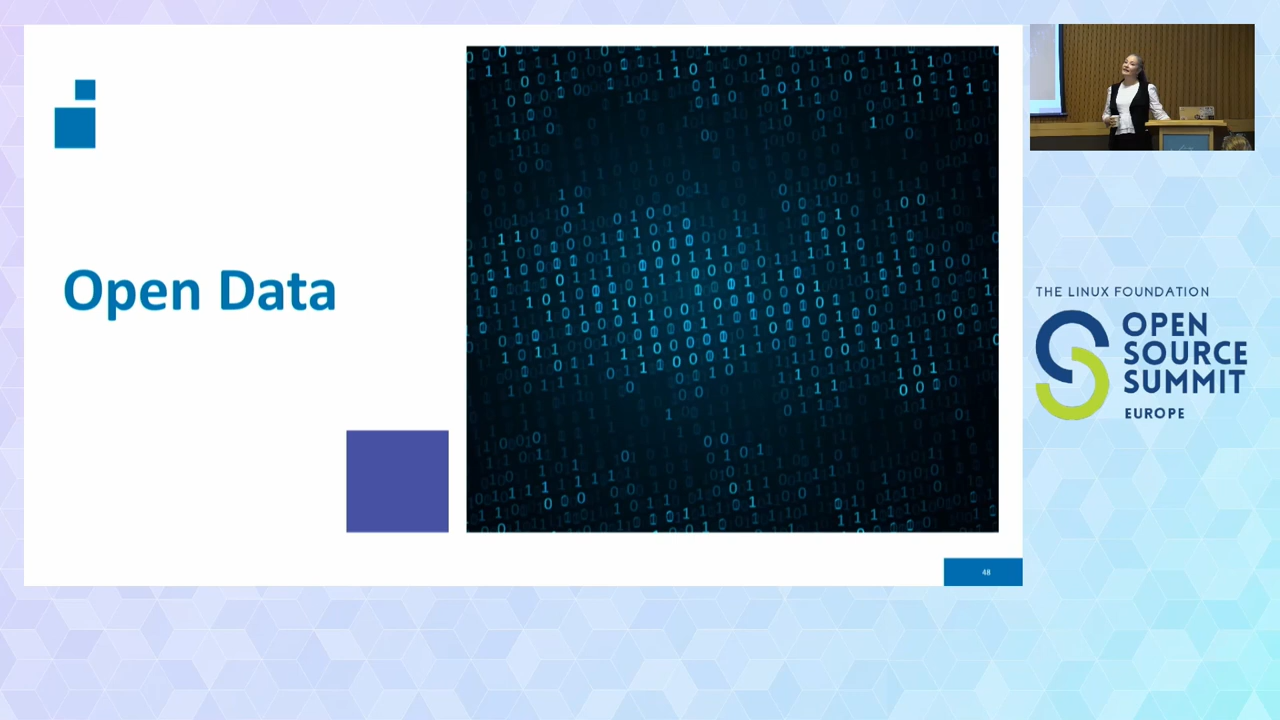 Open Data
48
THE LINUX FOUNDATION
OPEN
SOURCE
SUMMIT
EUROPE